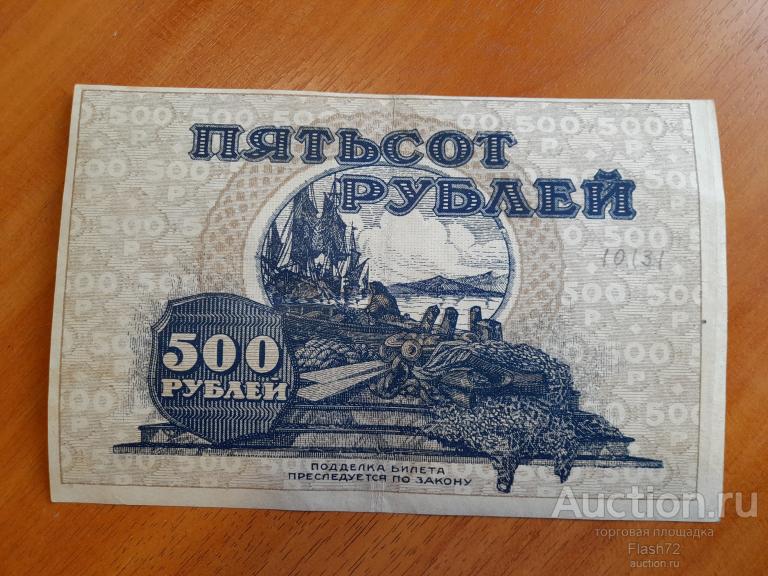 ПЯТЬСОТ
РУБЛЕЙ
10131
500
РУБЛЕЙ
ПОДДЕЛКА БИЛЕТА
ПРЕСЛЕДУЕТСЯ ПО ЗАКОНУ
Auction.ru
торговая площадка
Flash72
auction.ru